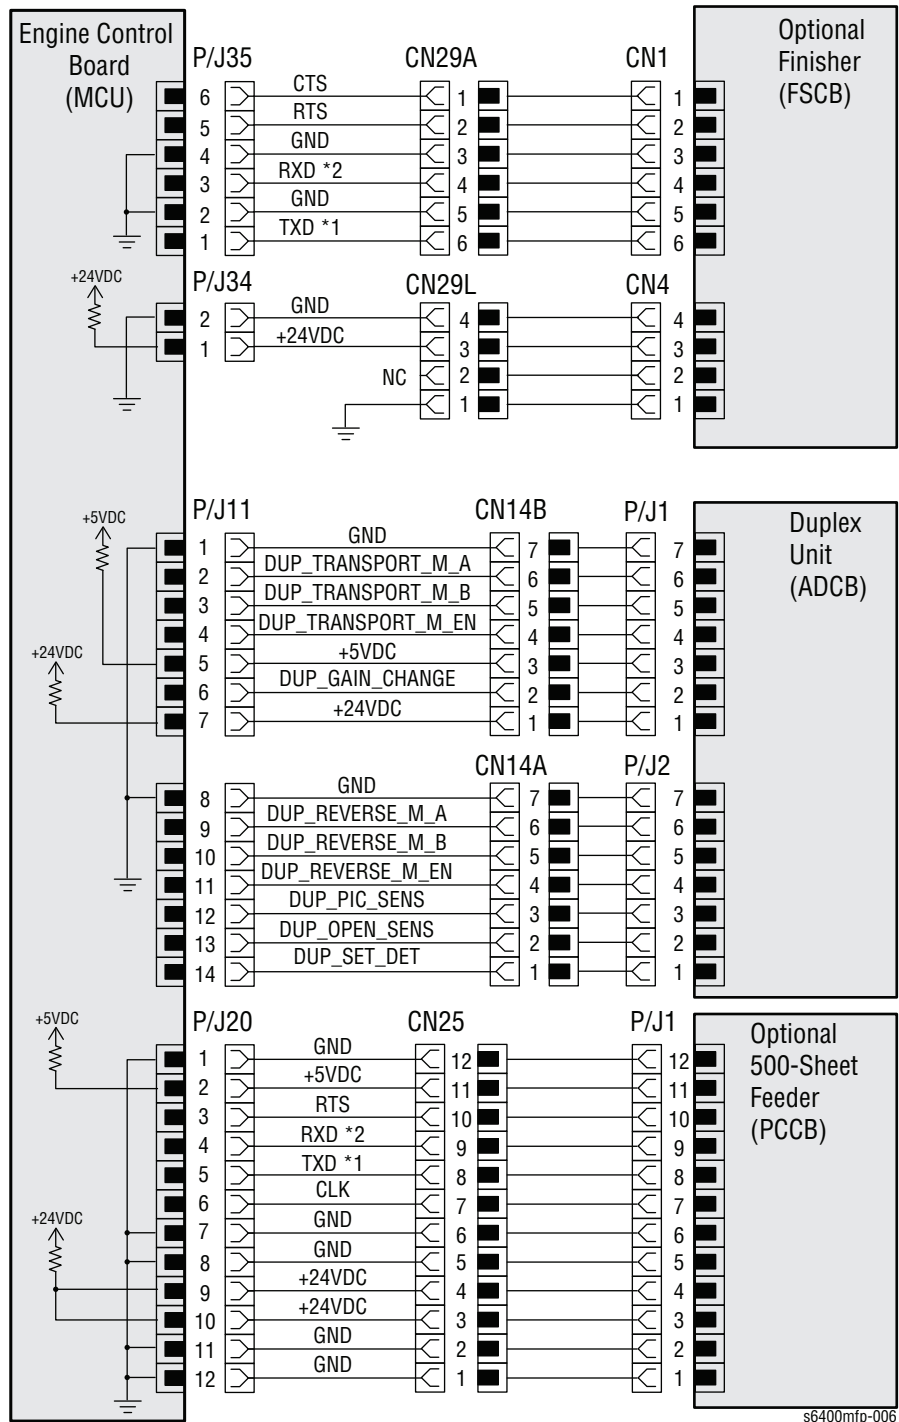 Engine Control
Board
(MCU)
Optional
Finisher
(FSCB)
P/J35 CN29A CN1
6 CTS 1 1
5 RTS 2 2
4 GND 3 3
3 RXD *2 4 4
2 GND 5 5
1 TXD *1 6 6
+24VDC
P/J34 CN29L CN4
2 GND 4 4
1 +24VDC 3 3
NC 2 2
1 1
Duplex
Unit
(ADCB)
+5VDC
+24VDC
P/J11 CN14B P/J1
1 GND 7 7
2 DUP_TRANSPORT_M_A 6 6
3 DUP_TRANSPORT_M_B 5 5
4 DUP_TRANSPORT_M_EN 4 4
5 +5VDC 3 3
6 DUP_GAIN_CHANGE 2 2
7 +24VDC 1 1
CN14A P/J2
8 GND 7 7
9 DUP_REVERSE_M_A 6 6
10 DUP_REVERSE_M_B 5 5
11 DUP_REVERSE_M_EN 4 4
12 DUP_PIC_SENS 3 3
13 DUP_OPEN_SENS 2 2
14 DUP_SET_DET 1 1
Optional
500-Sheet
Feeder
(PCCB)
+5VDC
+24VDC
P/J20 CN25 P/J1
1 GND 12 12
2 +5VDC 11 11
3 RTS 10 10
4 RXD *2 9 9
5 TXD *1 8 8
6 CLK 7 7
7 GND 6 6
8 GND 5 5
9 +24VDC 4 4
10 +24VDC 3 3
11 GND 2 2
12 GND 1 1
s6400mfp-006